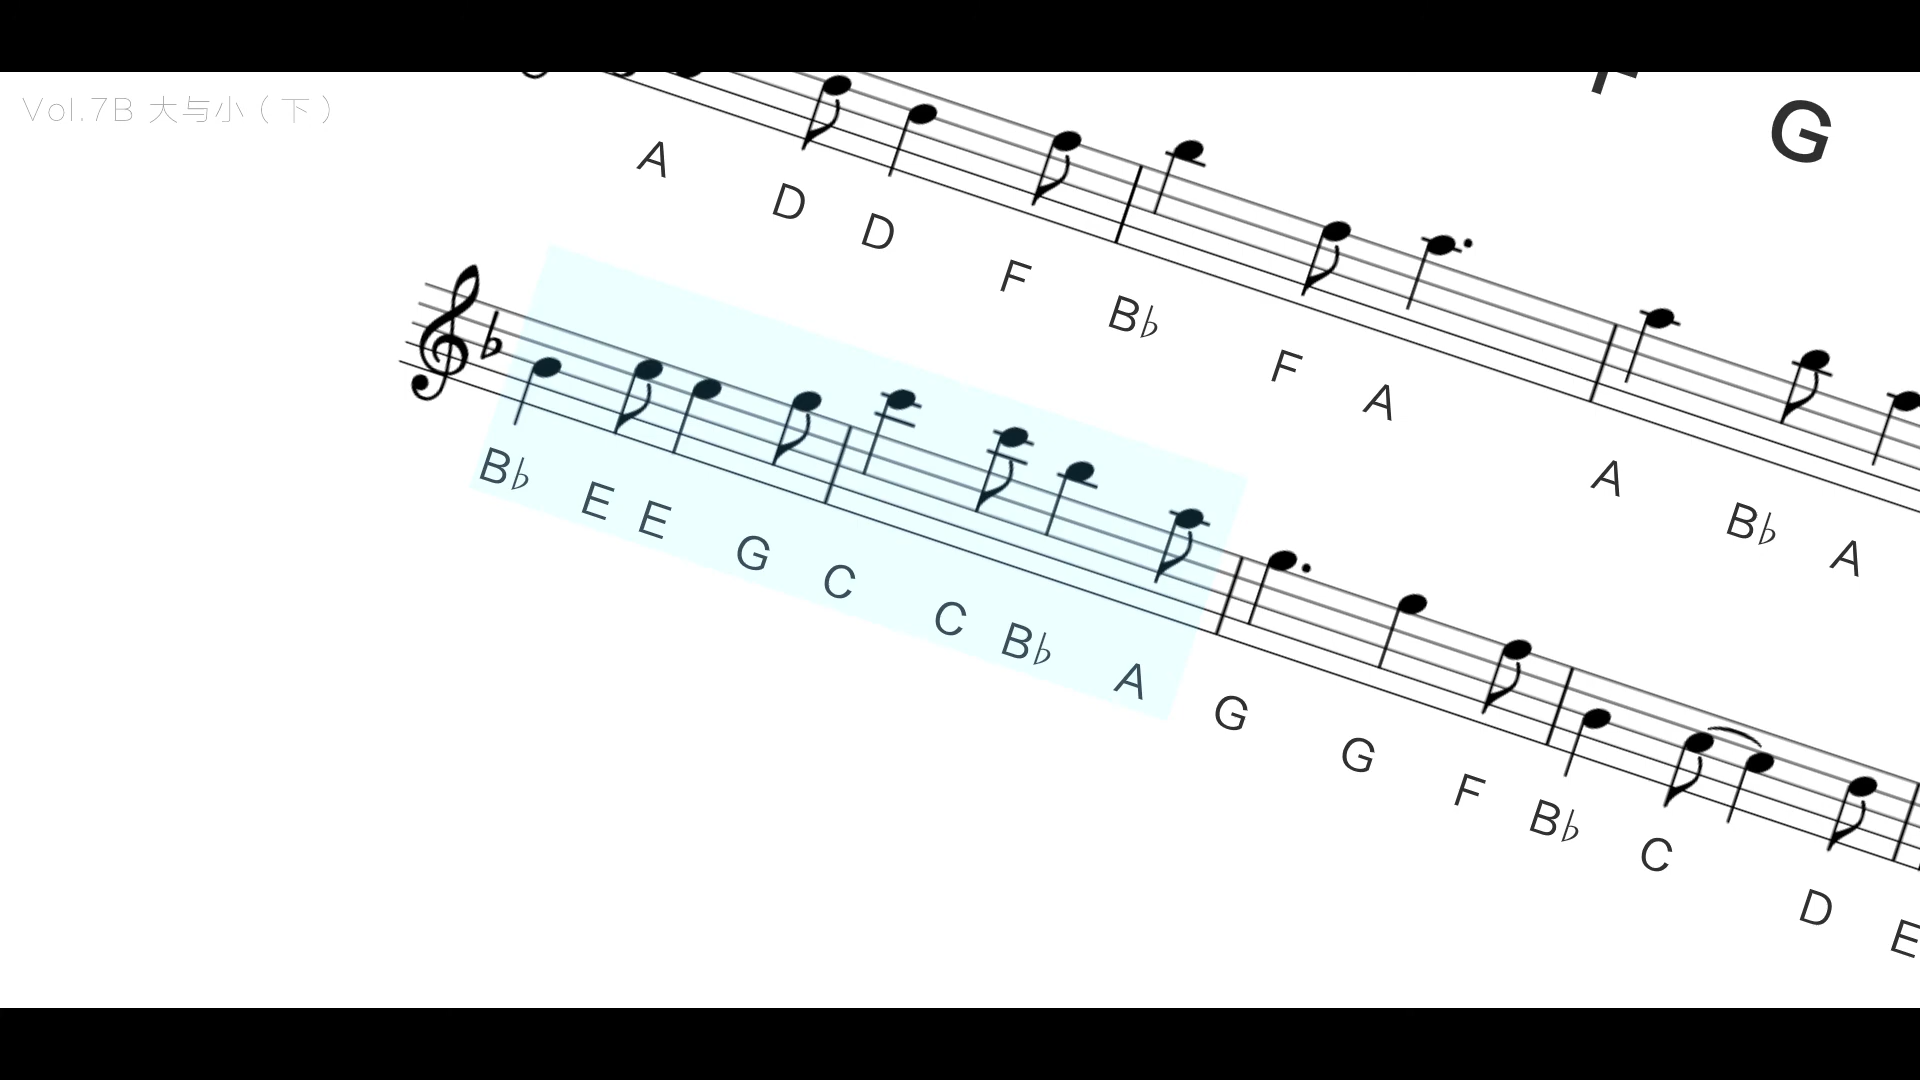 Vol.7B 大与小（下）
G
A D D F B♭ F A A B♭ A
B♭ E E G C C B♭ A G G F B♭ C D E